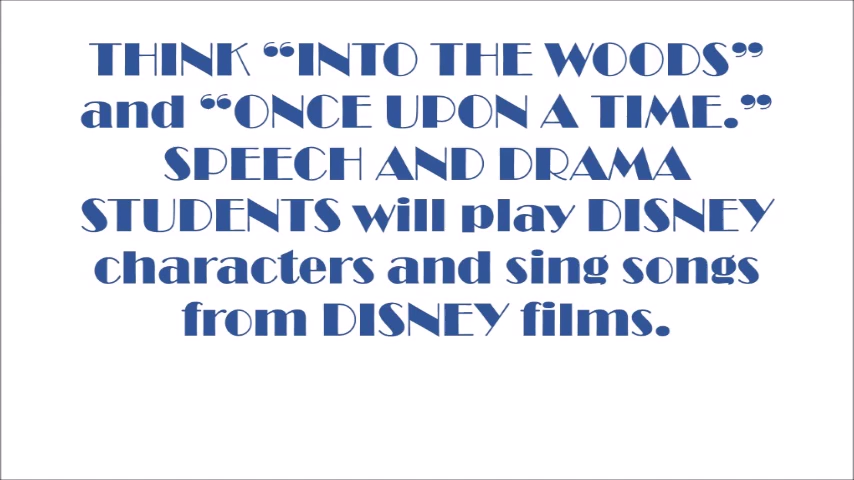 THINK “INTO THE WOODS”
and “ONCE UPON A TIME.”
SPEECH AND DRAMA
STUDENTS will play DISNEY
characters and sing songs
from DISNEY films.